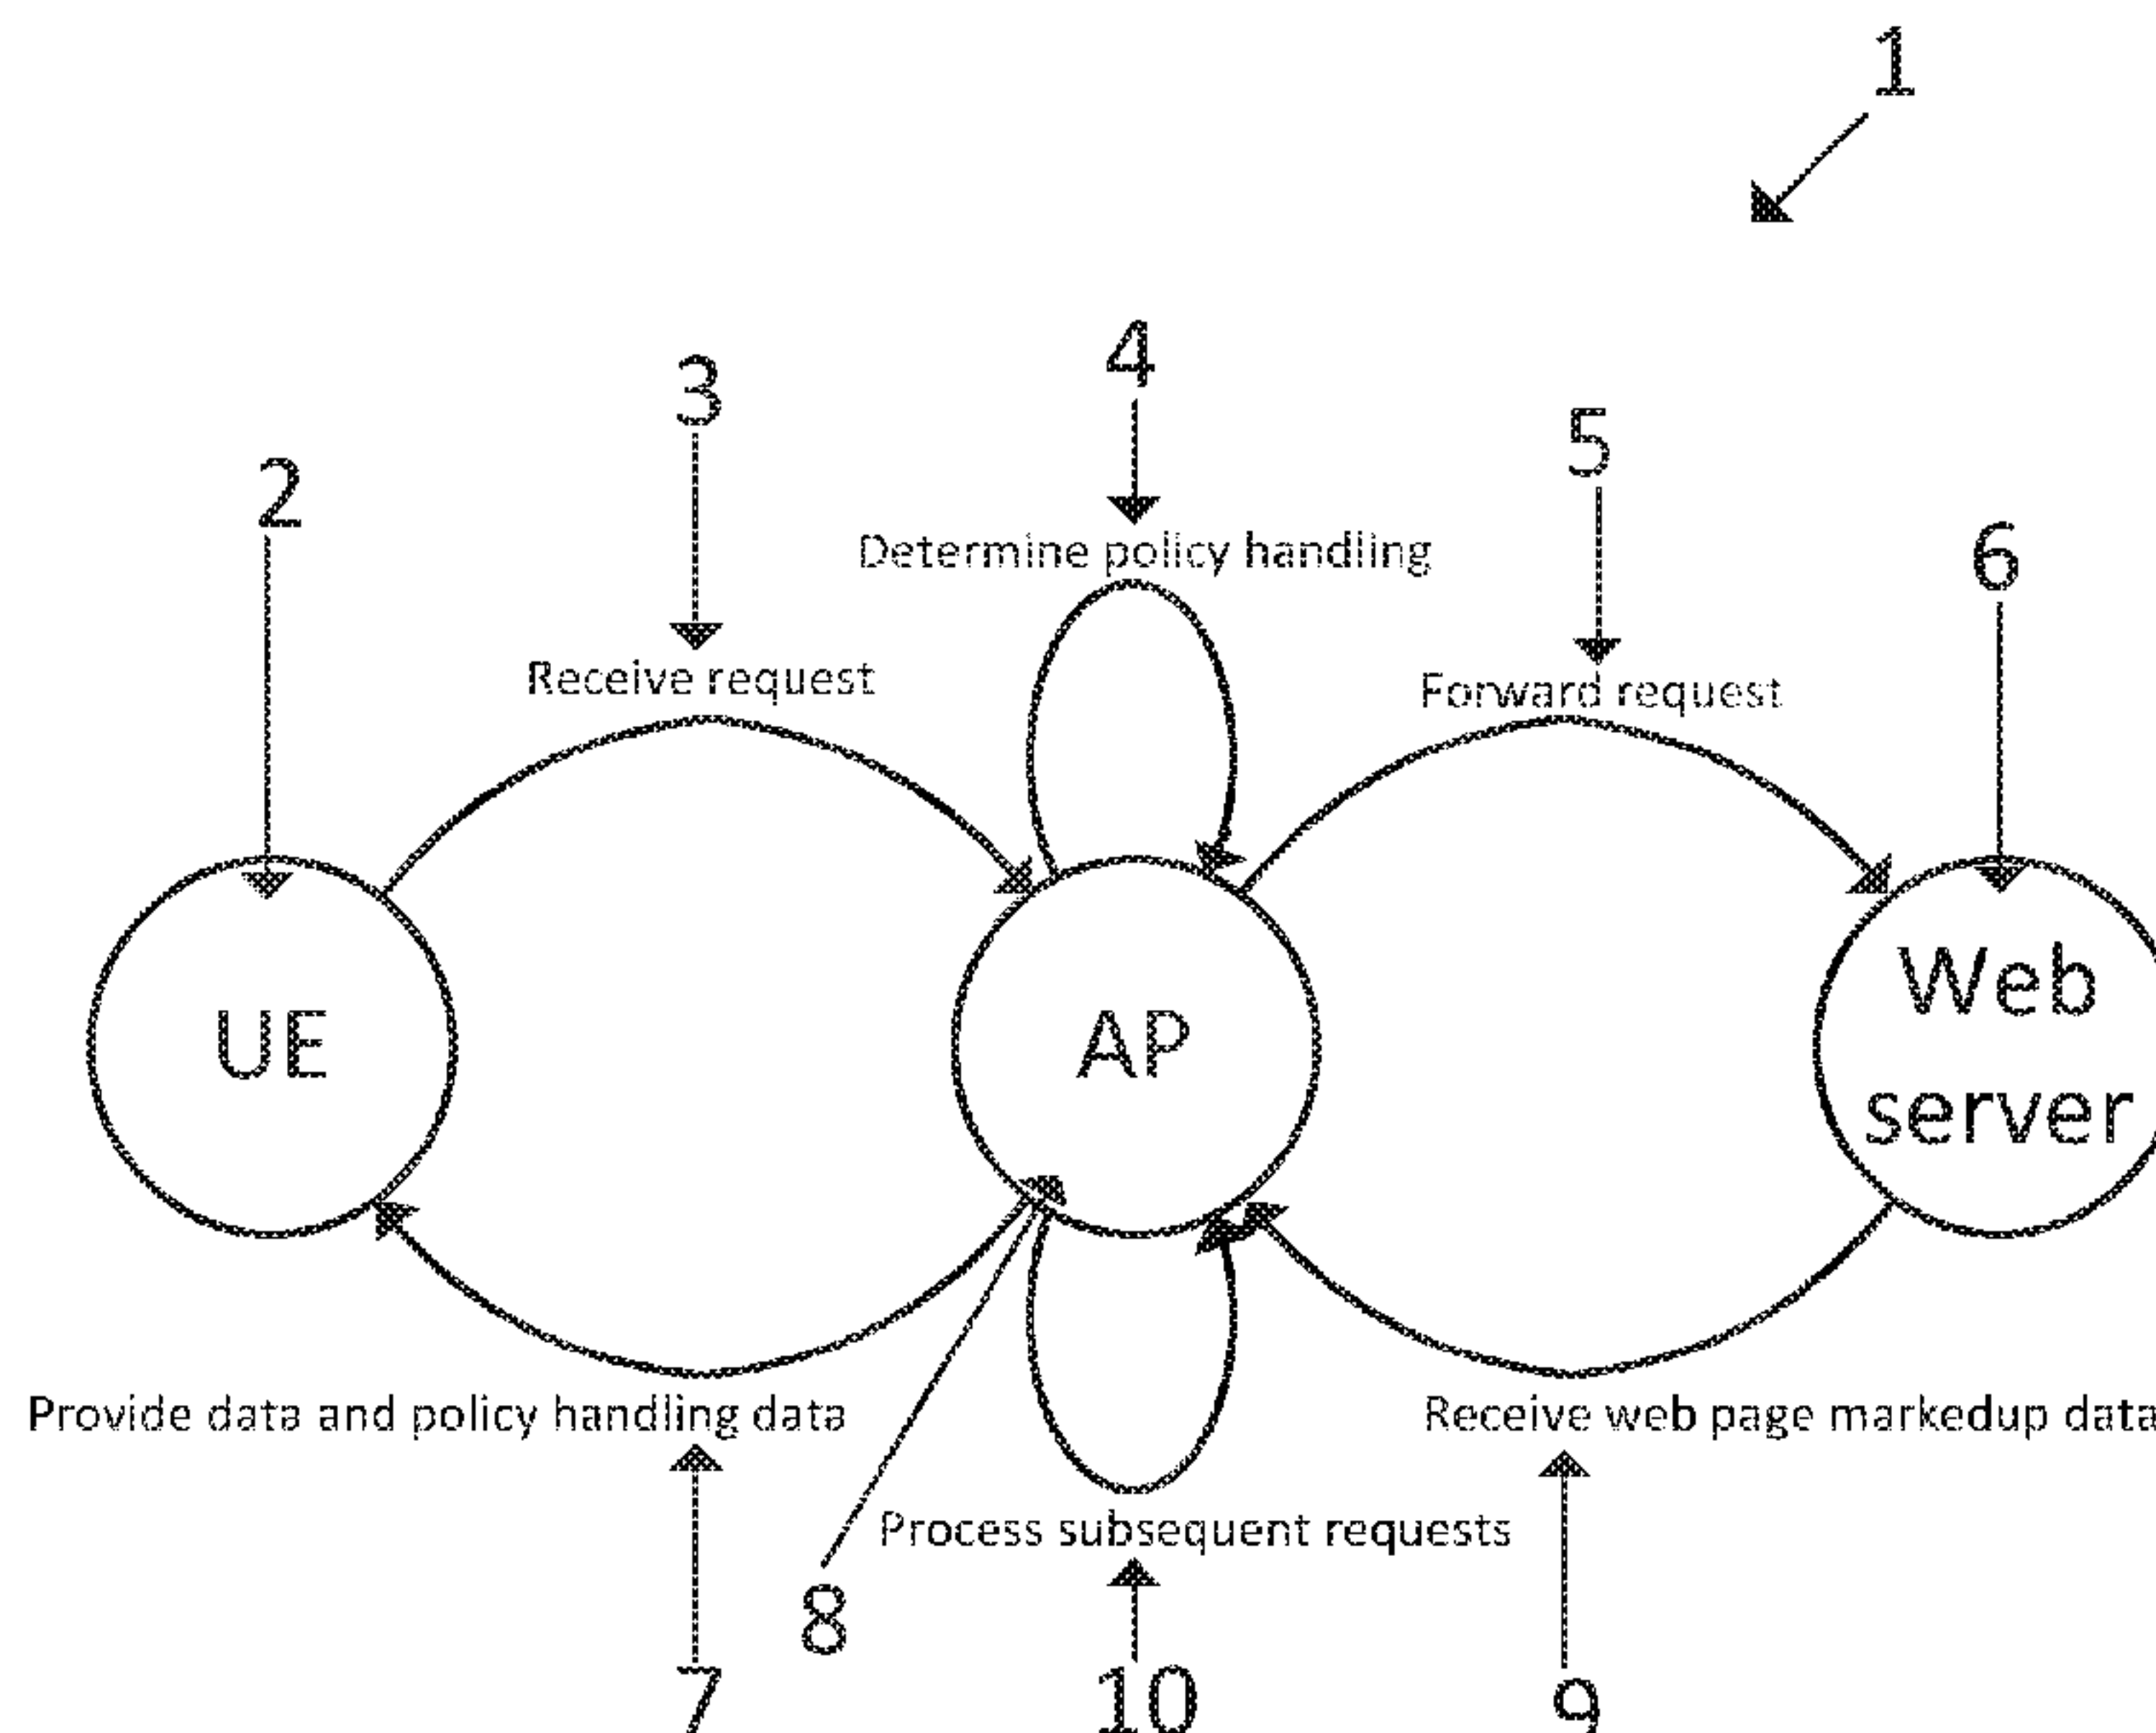 1
4
3
5
2
Determine policy handling
6
Receive request
Forward request
UE
AP
Web
server
Provide data and policy handling data
Receive web page markedup data
Process subsequent requests
8
7
10
9